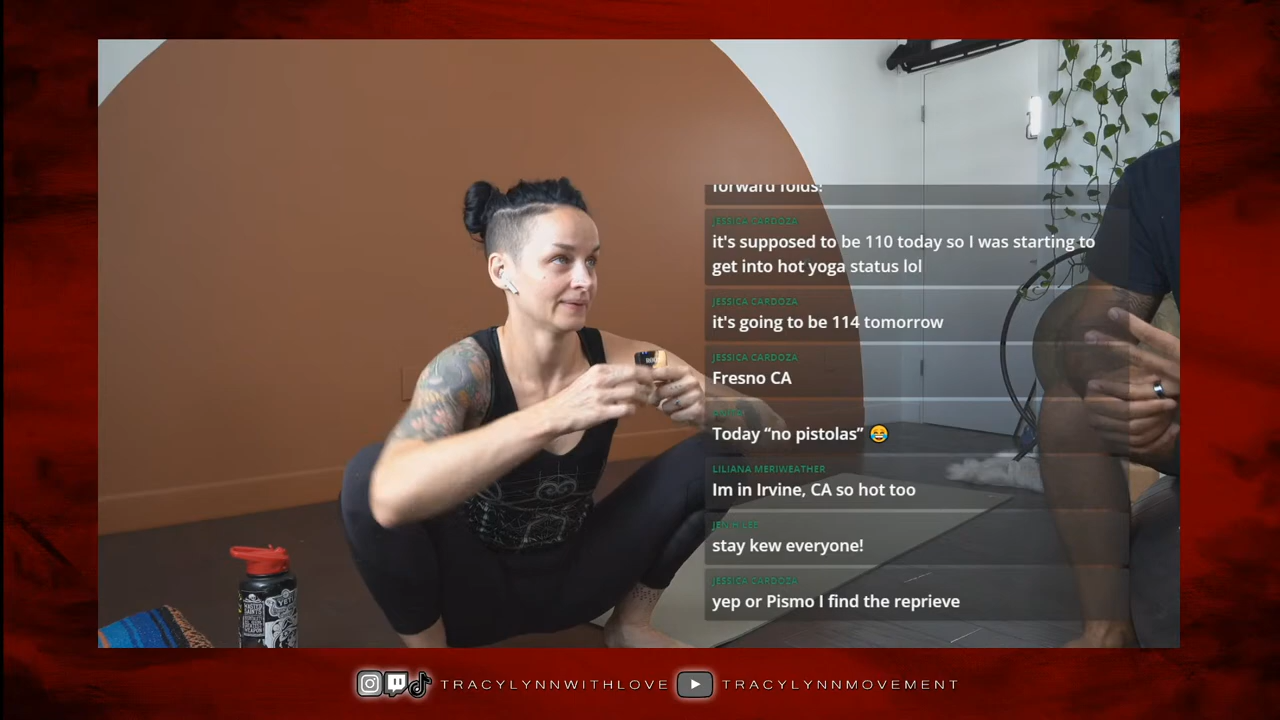 forward folds!
JESSICA CARDOZA
it's supposed to be 110 today so I was starting to
get into hot yoga status lol
JESSICA CARDOZA
it's going to be 114 tomorrow
JESSICA CARDOZA
Fresno CA
Today “no pistolas” 😂
LILIANA MERIWEATHER
Im in Irvine, CA so hot too
stay kew everyone!
JESSICA CARDOZA
yep or Pismo I find the reprieve
YETI
TRACYLYNNWITHLOVE
TRACYLYNNMOVEMENT